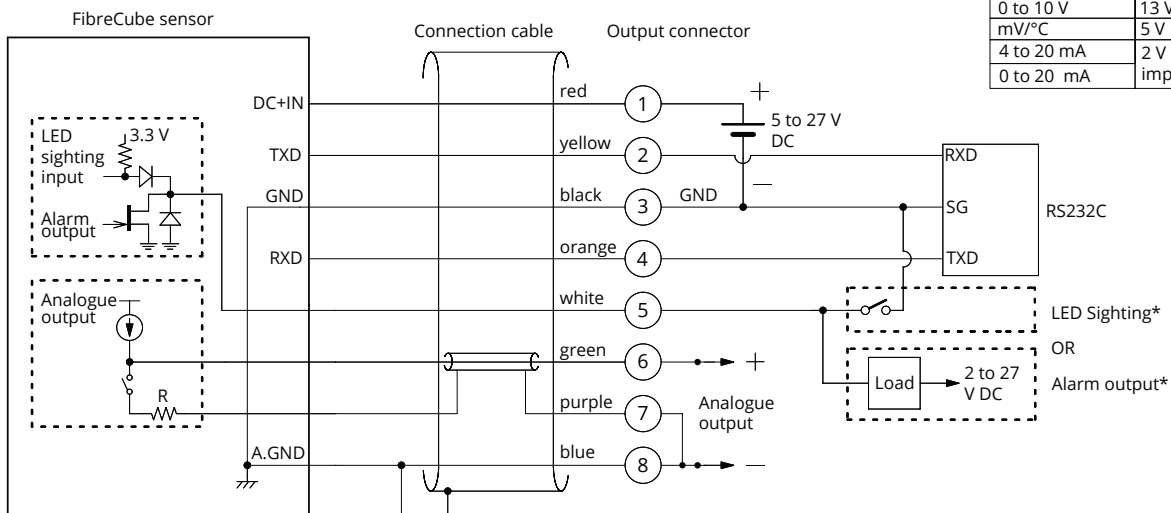 FibreCube sensor
Connection cable
Output connector
0 to 10 V
13 V
mV/°C
5 V
4 to 20 mA
2 V
0 to 20 mA
imp
DC+IN
red
1
+
5 to 27 V
DC
LED
sighting
input
3.3 V
TXD
yellow
2
RXD
−
GND
black
3
GND
SG
RS232C
Alarm
output
RXD
orange
4
TXD
white
5
LED Sighting*
Analogue
output
green
6
+
OR
Load
2 to 27
V DC
Alarm output*
R
purple
7
Analogue
output
A.GND
blue
8
−